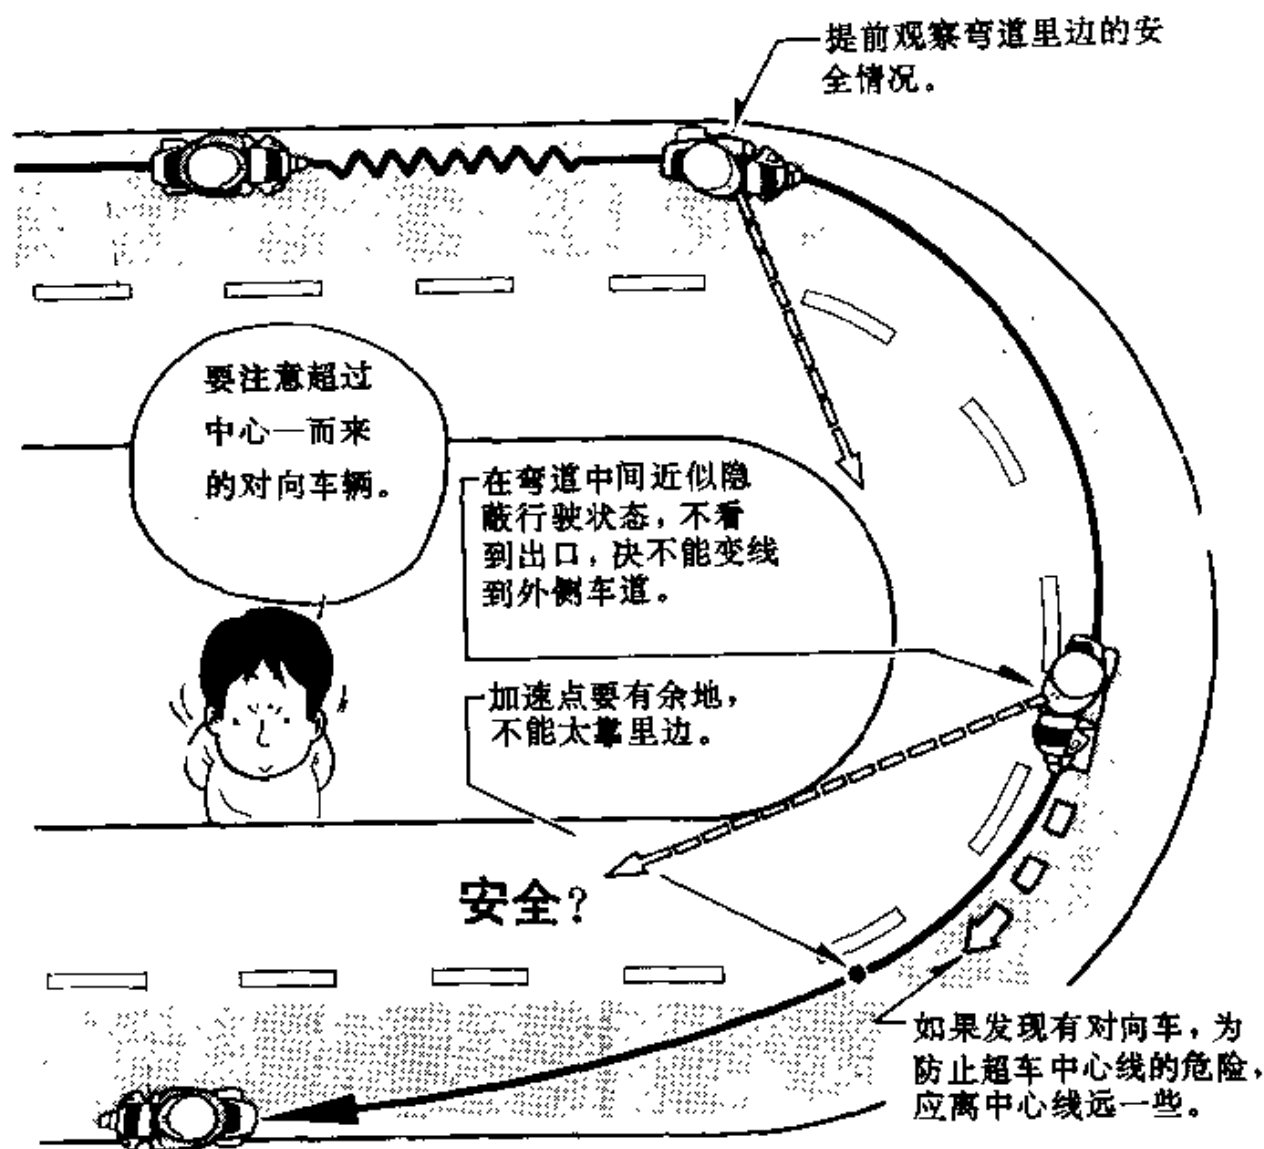 提前观察弯道里边的安
全情况。
要注意超过
中心一而来
的对向车辆。
在弯道中间近似隐
蔽行驶状态，不看
到出口，决不能变线
到外侧车道。
加速点要有余地，
不能太靠里边。
安全？
如果发现有对向车，为
防止超车中心线的危险，
应离中心线远一些。